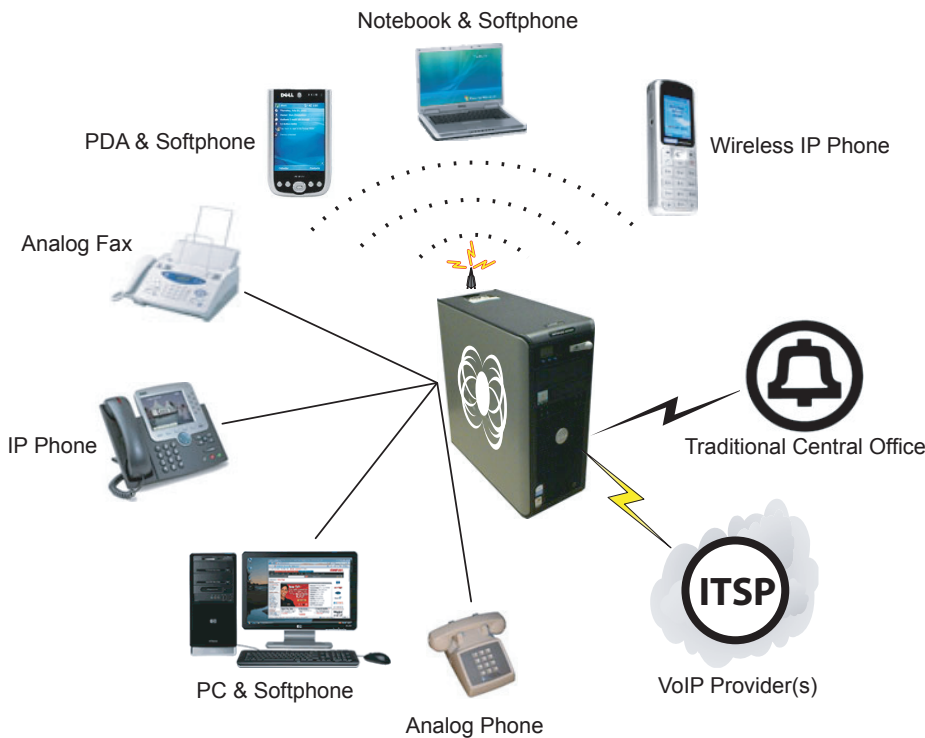 Notebook & Softphone
DELL
PDA & Softphone
Wireless IP Phone
Analog Fax
IP Phone
Traditional Central Office
ITSP
PC & Softphone
VoIP Provider(s)
Analog Phone